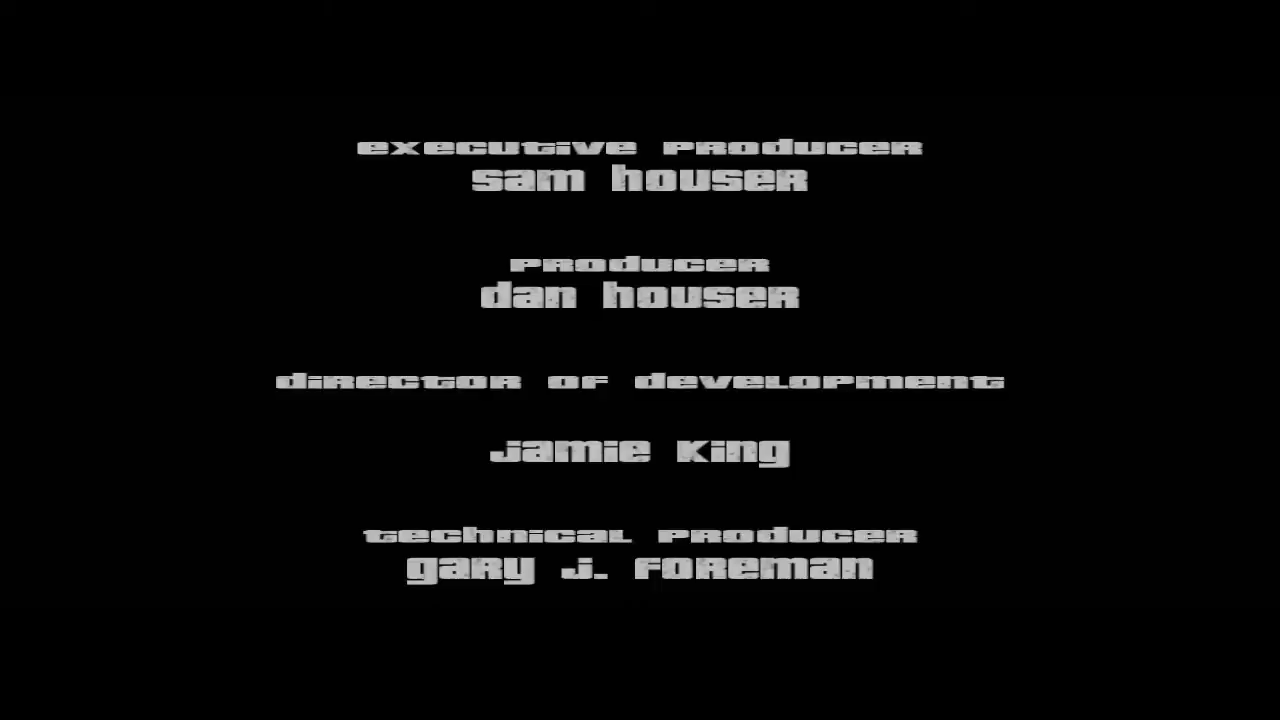 executive producer
sam houser
producer
dan houser
director of development
jamie king
technical producer
gary j. foreman